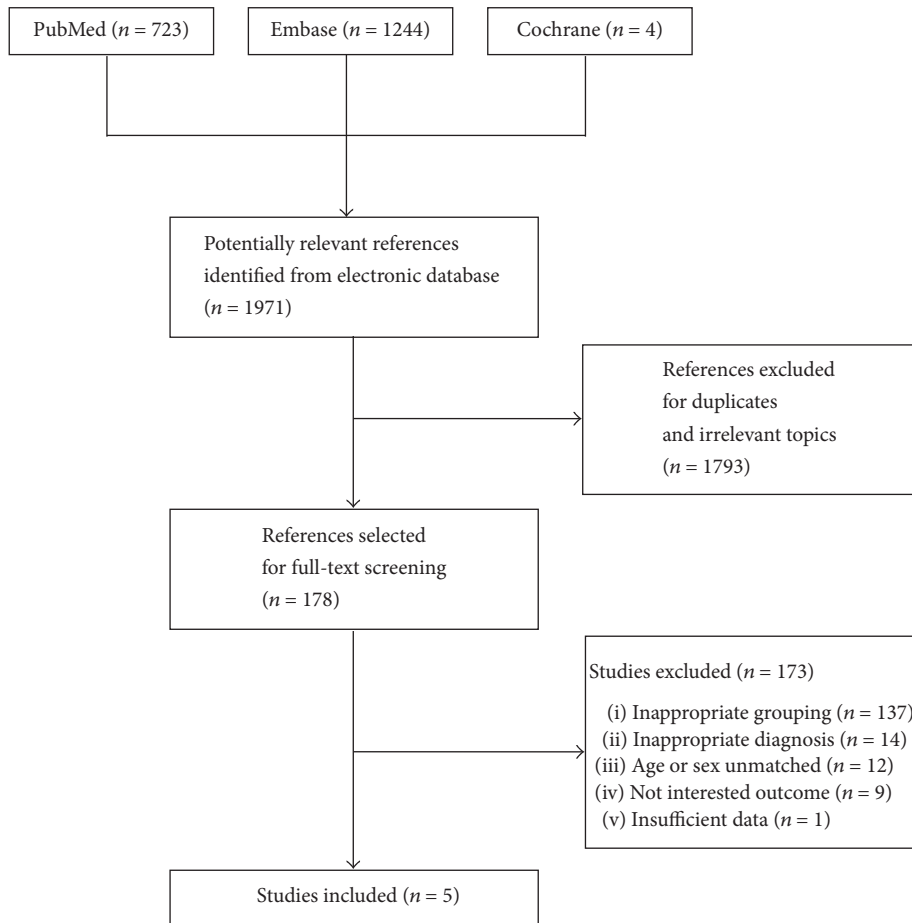 PubMed (n = 723)
Embase (n = 1244)
Cochrane (n = 4)
Potentially relevant references
identified from electronic database
(n = 1971)
References excluded
for duplicates
and irrelevant topics
(n = 1793)
References selected
for full-text screening
(n = 178)
Studies excluded (n = 173)
(i) Inappropriate grouping (n = 137)
(ii) Inappropriate diagnosis (n = 14)
(iii) Age or sex unmatched (n = 12)
(iv) Not interested outcome (n = 9)
(v) Insufficient data (n = 1)
Studies included (n = 5)